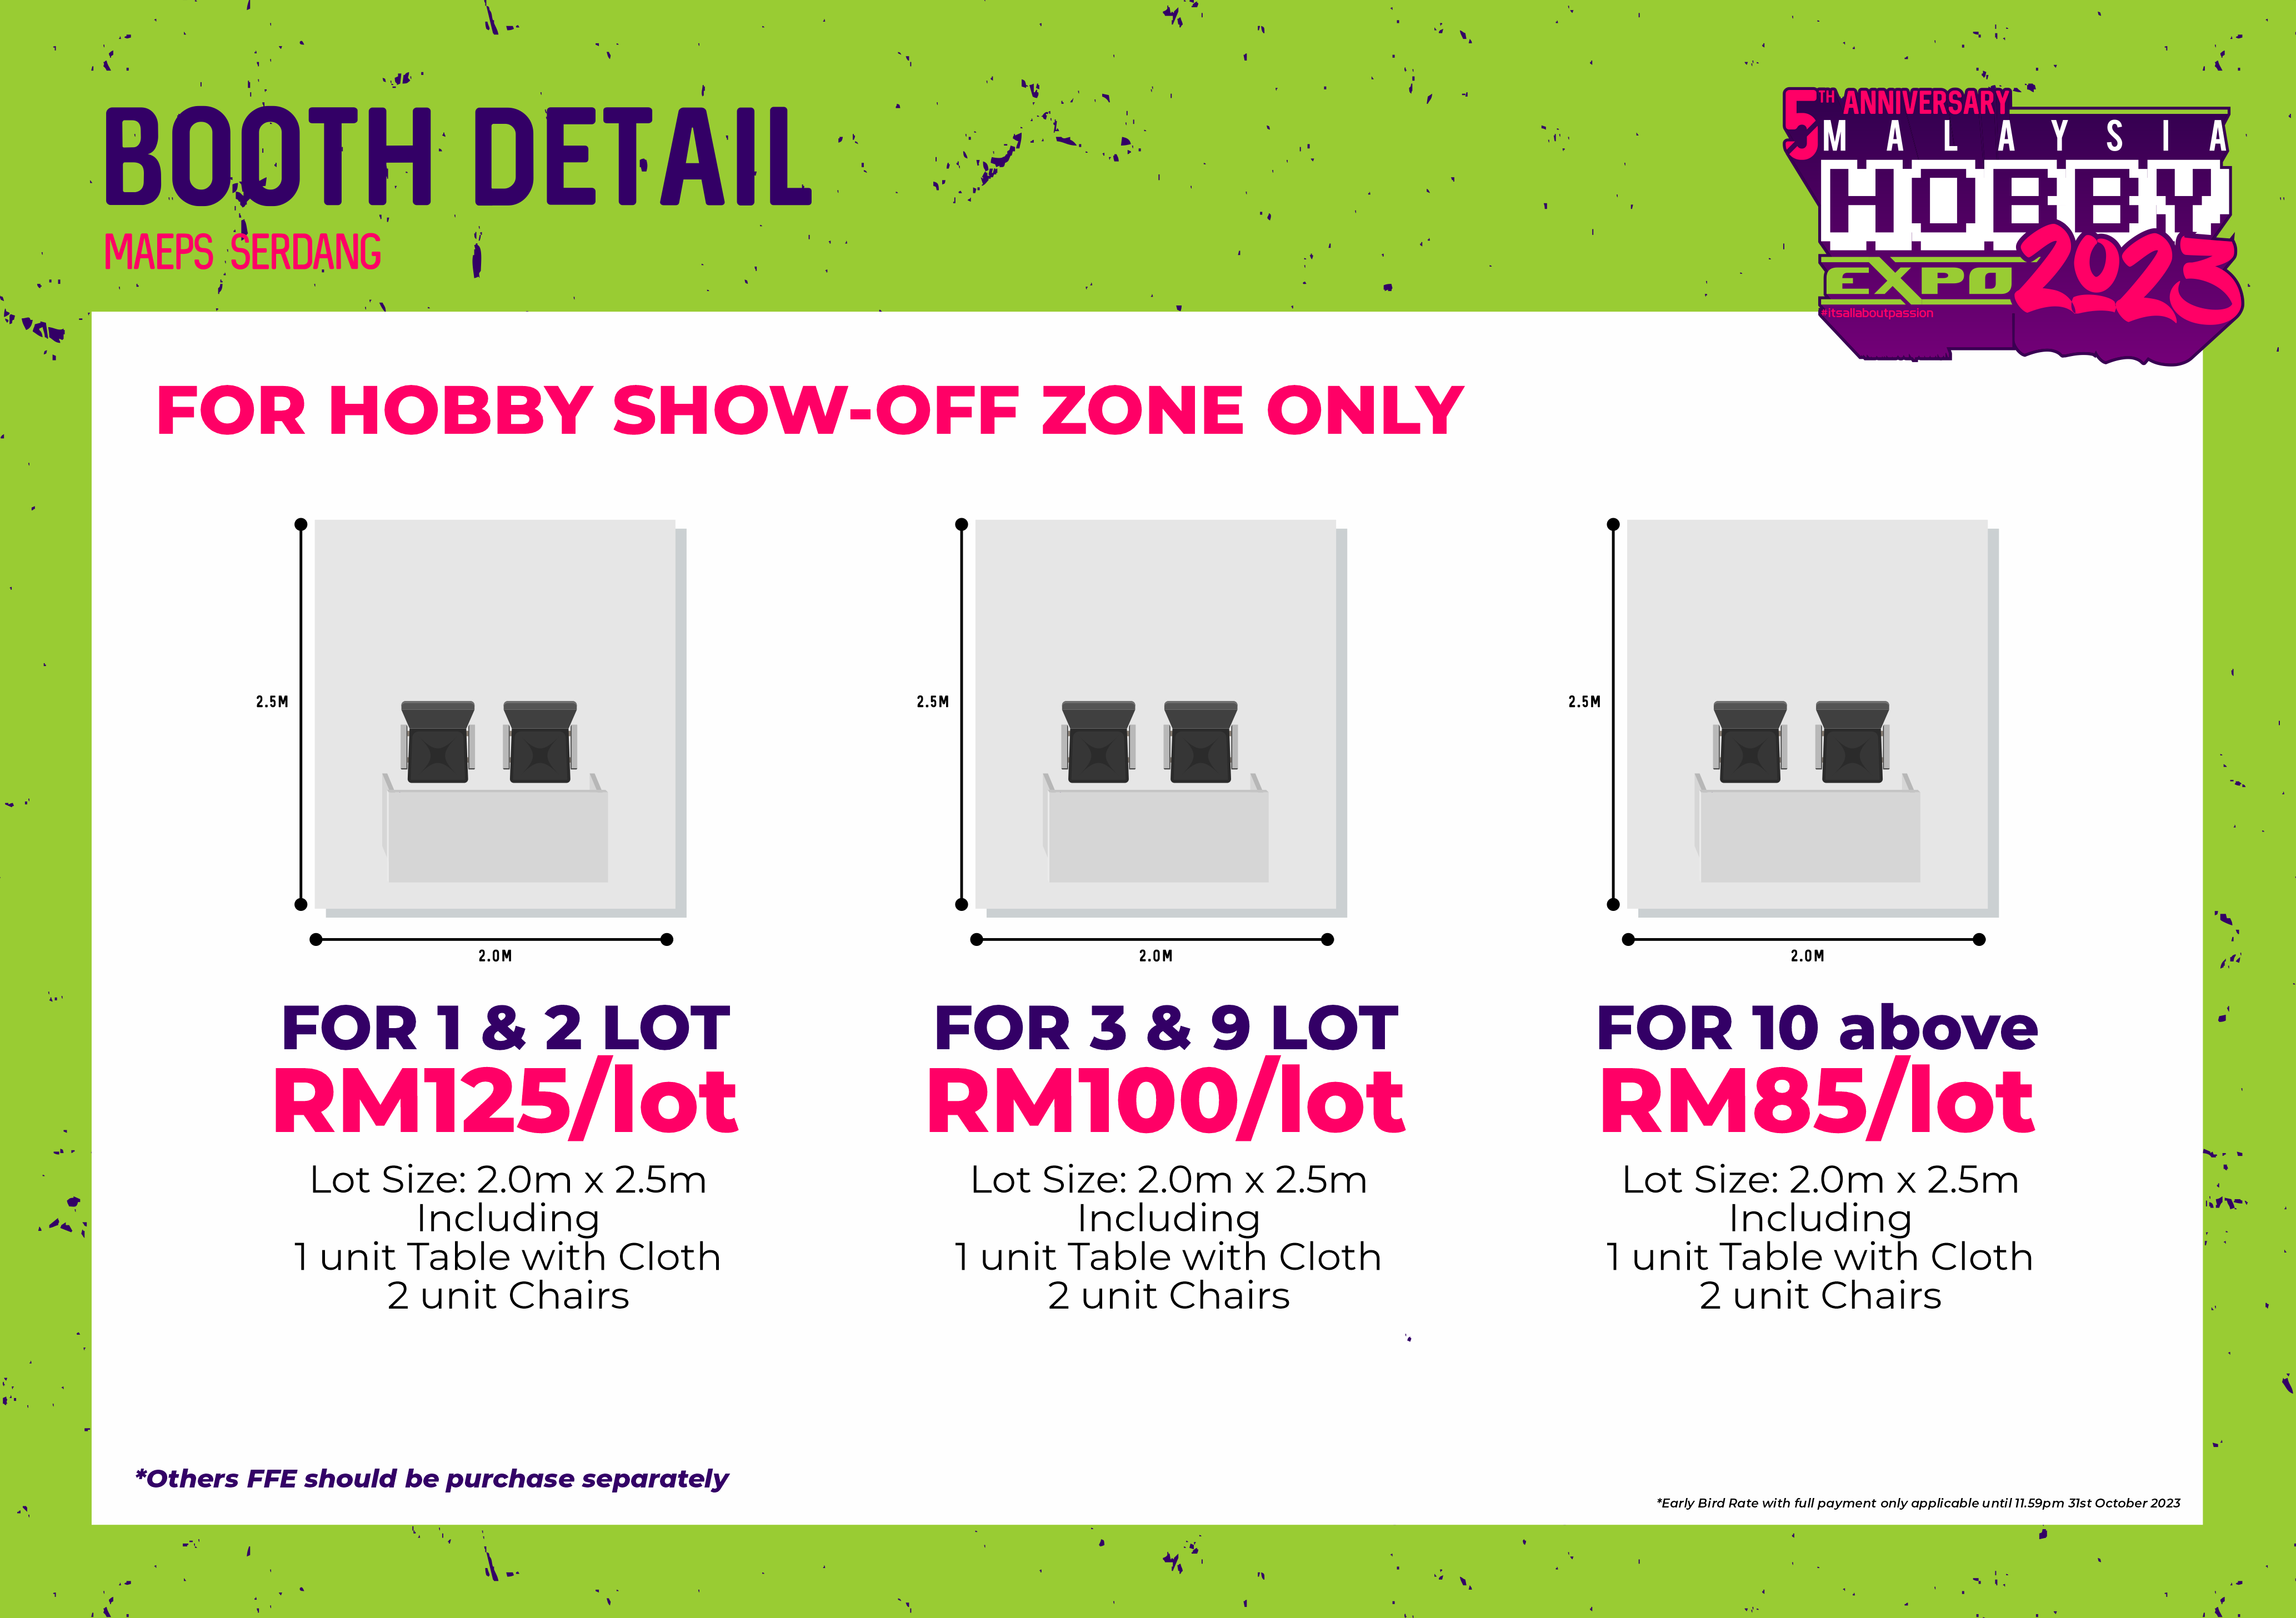 BOOTH DETAIL
MAEPS SERDANG
5TH ANNIVERSARY
MALAYSIA
HOBBY
EXPO 2023
#itsallaboutpassion
FOR HOBBY SHOW-OFF ZONE ONLY
2.5M
2.0M
2.5M
2.0M
2.5M
2.0M
FOR 1 & 2 LOT
RM125/lot
Lot Size: 2.0m x 2.5m
Including
1 unit Table with Cloth
2 unit Chairs
FOR 3 & 9 LOT
RM100/lot
Lot Size: 2.0m x 2.5m
Including
1 unit Table with Cloth
2 unit Chairs
FOR 10 above
RM85/lot
Lot Size: 2.0m x 2.5m
Including
1 unit Table with Cloth
2 unit Chairs
*Others FFE should be purchase separately
*Early Bird Rate with full payment only applicable until 11.59pm 31st October 2023